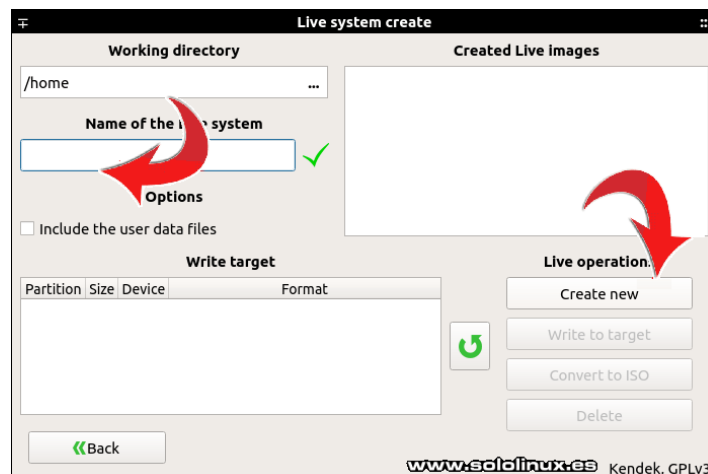 Live system create
Working directory
Created Live images
/home
...
Name of the system
Options
Include the user data files
Write target
Live operation
Partition Size Device Format
Create new
Write to target
Convert to ISO
Delete
Back
www.sololinux.es
Kendek, GPLv3